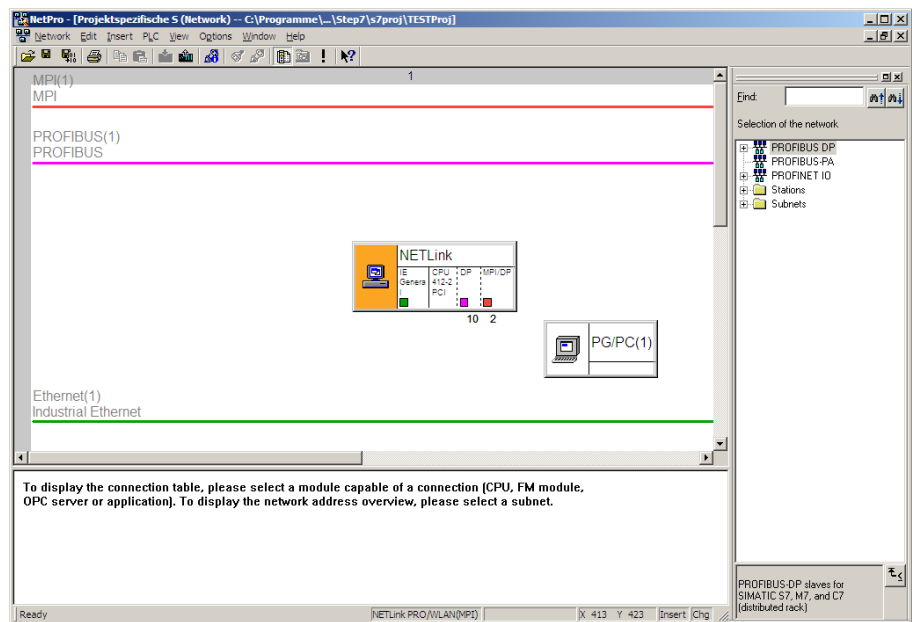 NetPro - [Projektspezifische S (Network) -- C:\Programme\...\Step7\s7proj\TESTProj]
Network Edit Insert PLC View Options Window Help
1
MPI(1)
MPI
PROFIBUS(1)
PROFIBUS
NETLink
IE General
CPU 412-2 PCI
DP
MPI/DP
10 2
PG/PC(1)
Ethernet(1)
Industrial Ethernet
Find:
Selection of the network
PROFIBUS DP
PROFIBUS-PA
PROFINET IO
Stations
Subnets
To display the connection table, please select a module capable of a connection (CPU, FM module,
OPC server or application). To display the network address overview, please select a subnet.
PROFIBUS-DP slaves for
SIMATIC S7, M7, and C7
(distributed rack)
Ready
NETLink PRO/WLAN(MPI)
X 413 Y 423
Insert
Chg